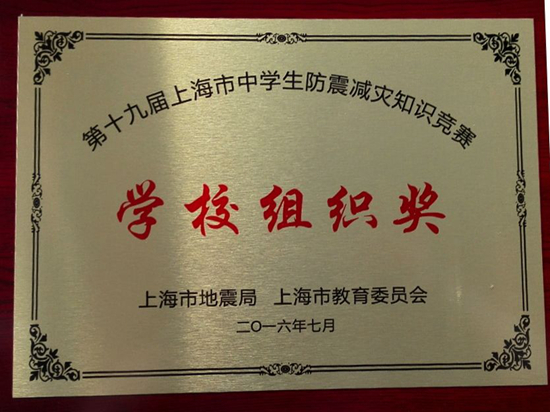 第十九届上海市中学生防震减灾知识竞赛
学校组织奖
上海市地震局 上海市教育委员会
二〇一六年七月